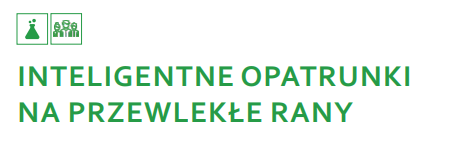 INTELIGENTNE OPATRUNKI
NA PRZEWLEKŁE RANY